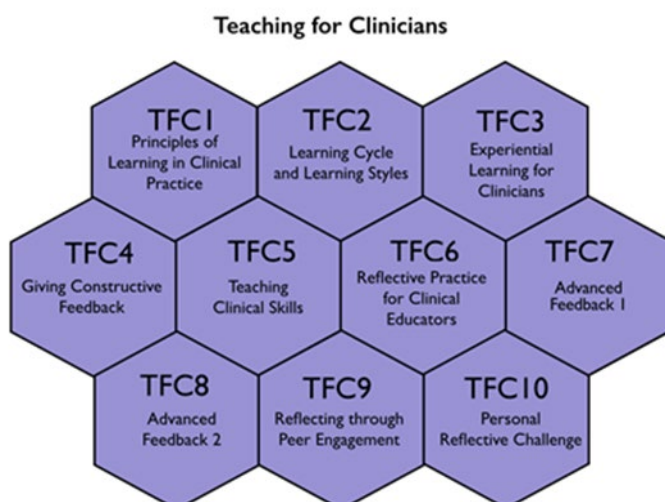 Teaching for Clinicians
TFC1
Principles of
Learning in Clinical
Practice
TFC2
Learning Cycle
and Learning Styles
TFC3
Experiential
Learning for
Clinicians
TFC4
Giving Constructive
Feedback
TFC5
Teaching
Clinical Skills
TFC6
Reflective Practice
for Clinical
Educators
TFC7
Advanced
Feedback 1
TFC8
Advanced
Feedback 2
TFC9
Reflecting through
Peer Engagement
TFC10
Personal
Reflective Challenge